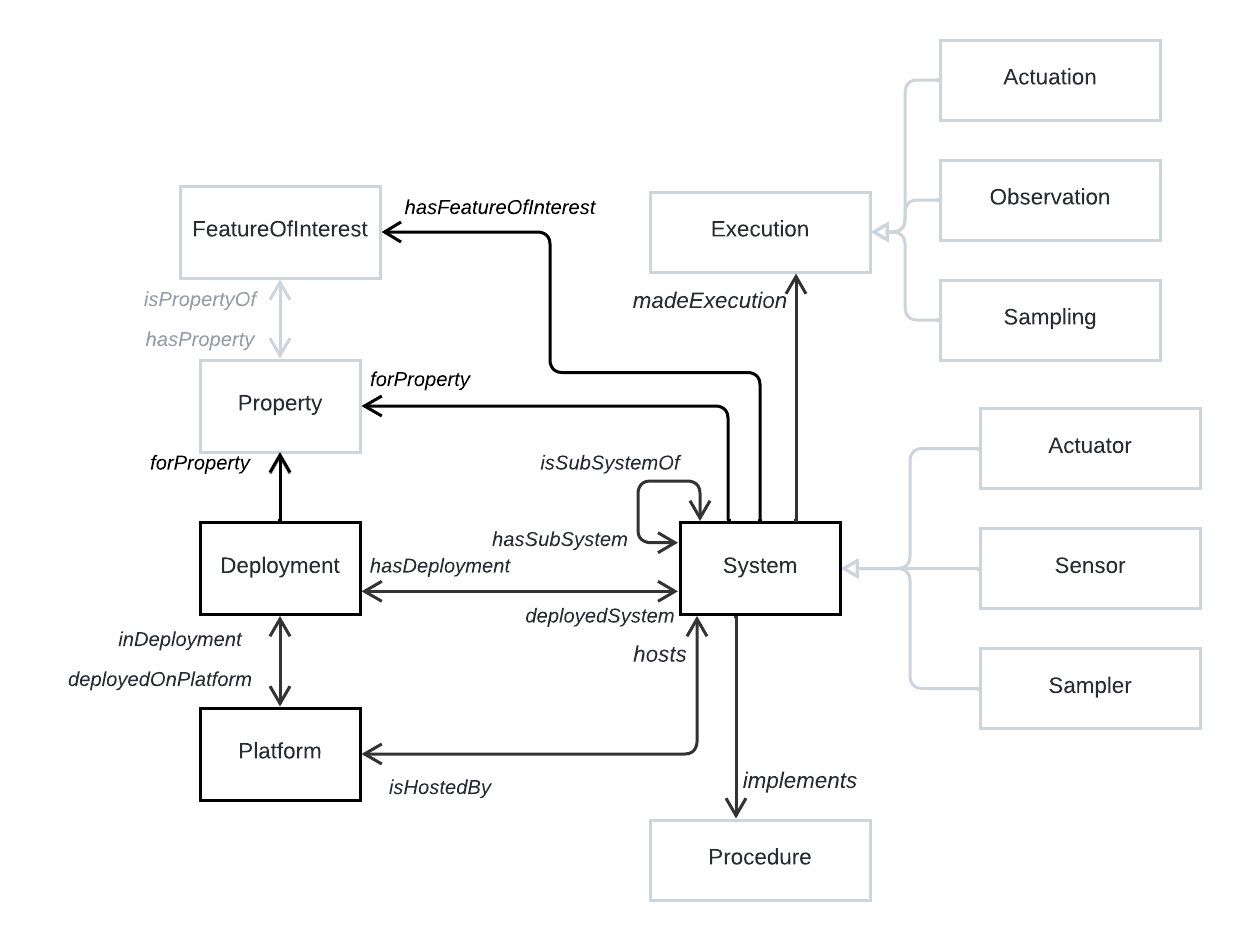 Actuation
FeatureOfInterest
hasFeatureOfInterest
Execution
Observation
isPropertyOf
hasProperty
madeExecution
Sampling
Property
forProperty
forProperty
isSubSystemOf
Actuator
Deployment
hasDeployment
hasSubSystem
deployedSystem
System
Sensor
inDeployment
deployedOnPlatform
hosts
Sampler
Platform
isHostedBy
implements
Procedure